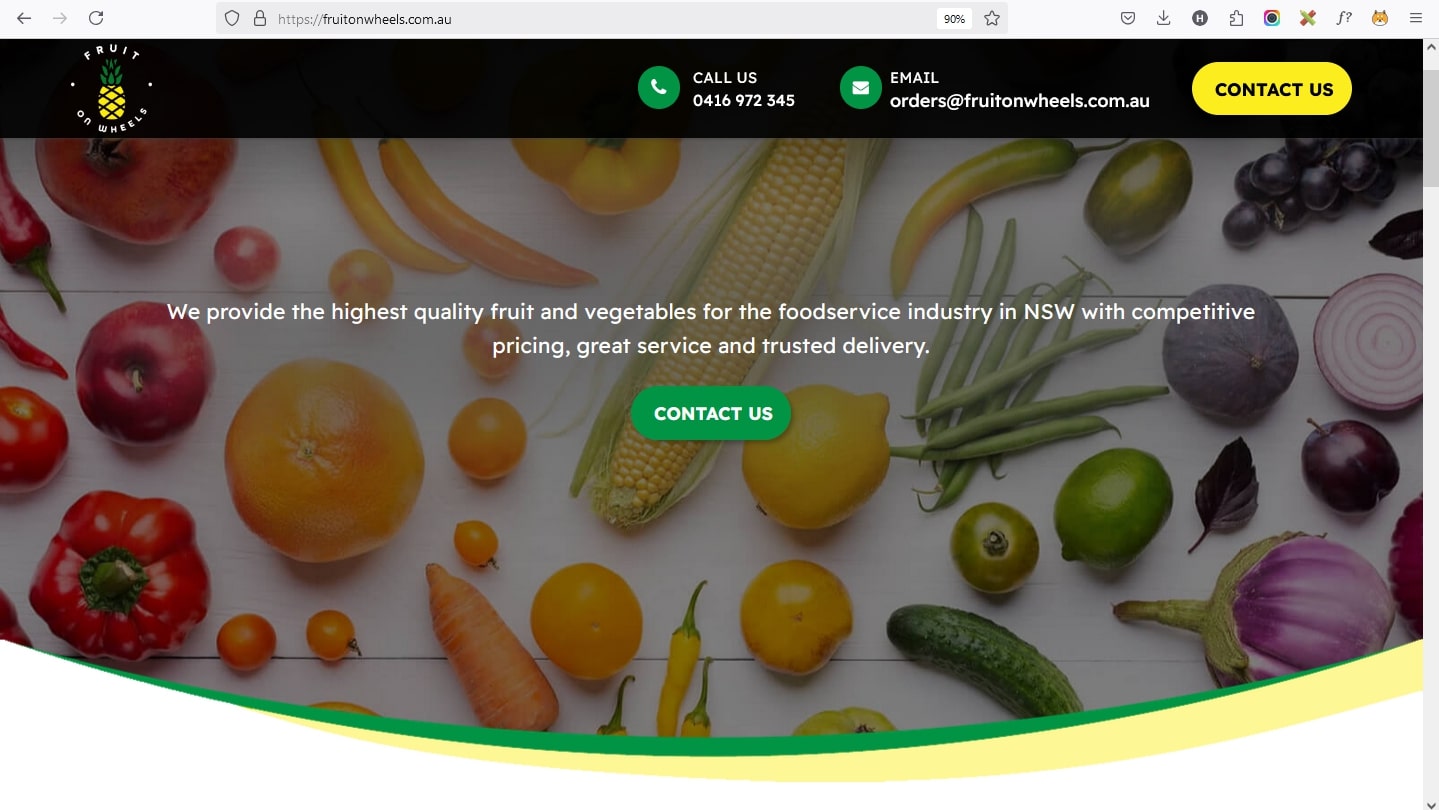 https://fruitonwheels.com.au
90%
FRUIT
ON WHEELS
CALL US
0416 972 345
EMAIL
orders@fruitonwheels.com.au
CONTACT US
We provide the highest quality fruit and vegetables for the foodservice industry in NSW with competitive
pricing, great service and trusted delivery.
CONTACT US